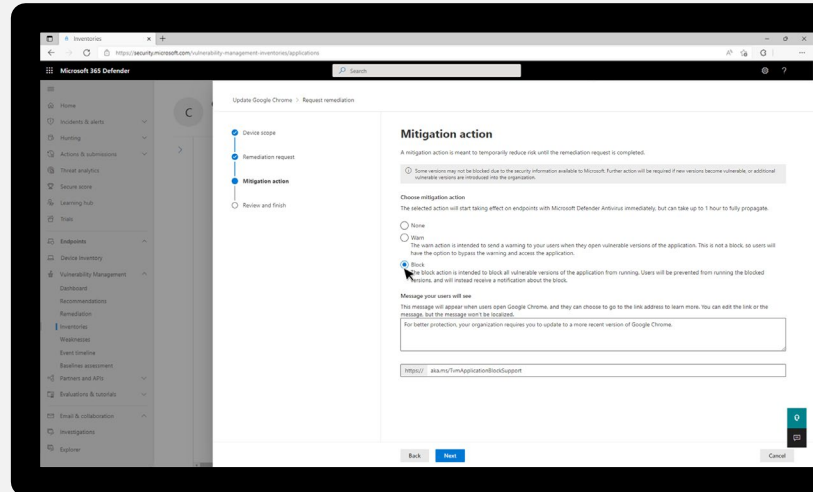 Inventories
https://security.microsoft.com/vulnerability-management-inventories/applications
Microsoft 365 Defender
Search
Home
Incidents & alerts
Hunting
Actions & submissions
Threat analytics
Secure score
Learning hub
Trials
Endpoints
Device inventory
Vulnerability Management
Dashboard
Recommendations
Remediation
Inventories
Weaknesses
Event timeline
Baselines assessment
Partners and APIs
Evaluations & tutorials
Email & collaboration
Investigations
Explorer
C
Update Google Chrome > Request remediation
Device scope
Remediation request
Mitigation action
Review and finish
Mitigation action
A mitigation action is meant to temporarily reduce risk until the remediation request is completed.
Some versions may not be blocked due to the security information available to Microsoft. Further action will be required if new versions become vulnerable, or additional
vulnerable versions are introduced into the organization.
Choose mitigation action
The selected action will start taking effect on endpoints with Microsoft Defender Antivirus immediately, but can take up to 1 hour to fully propagate.
None
Warn
The warn action is intended to send a warning to your users when they open vulnerable versions of the application. This is not a block, so users will
have the option to bypass the warning and access the application.
Block
The block action is intended to block all vulnerable versions of the application from running. Users will be prevented from running the blocked
versions, and will instead receive a notification about the block.
Message your users will see
This message will appear when users open Google Chrome, and they can choose to go to the link address to learn more. You can edit the link or the
message, but the message won't be localized.
For better protection, your organization requires you to update to a more recent version of Google Chrome.
https:// aka.ms/TvmApplicationBlockSupport
Back Next Cancel